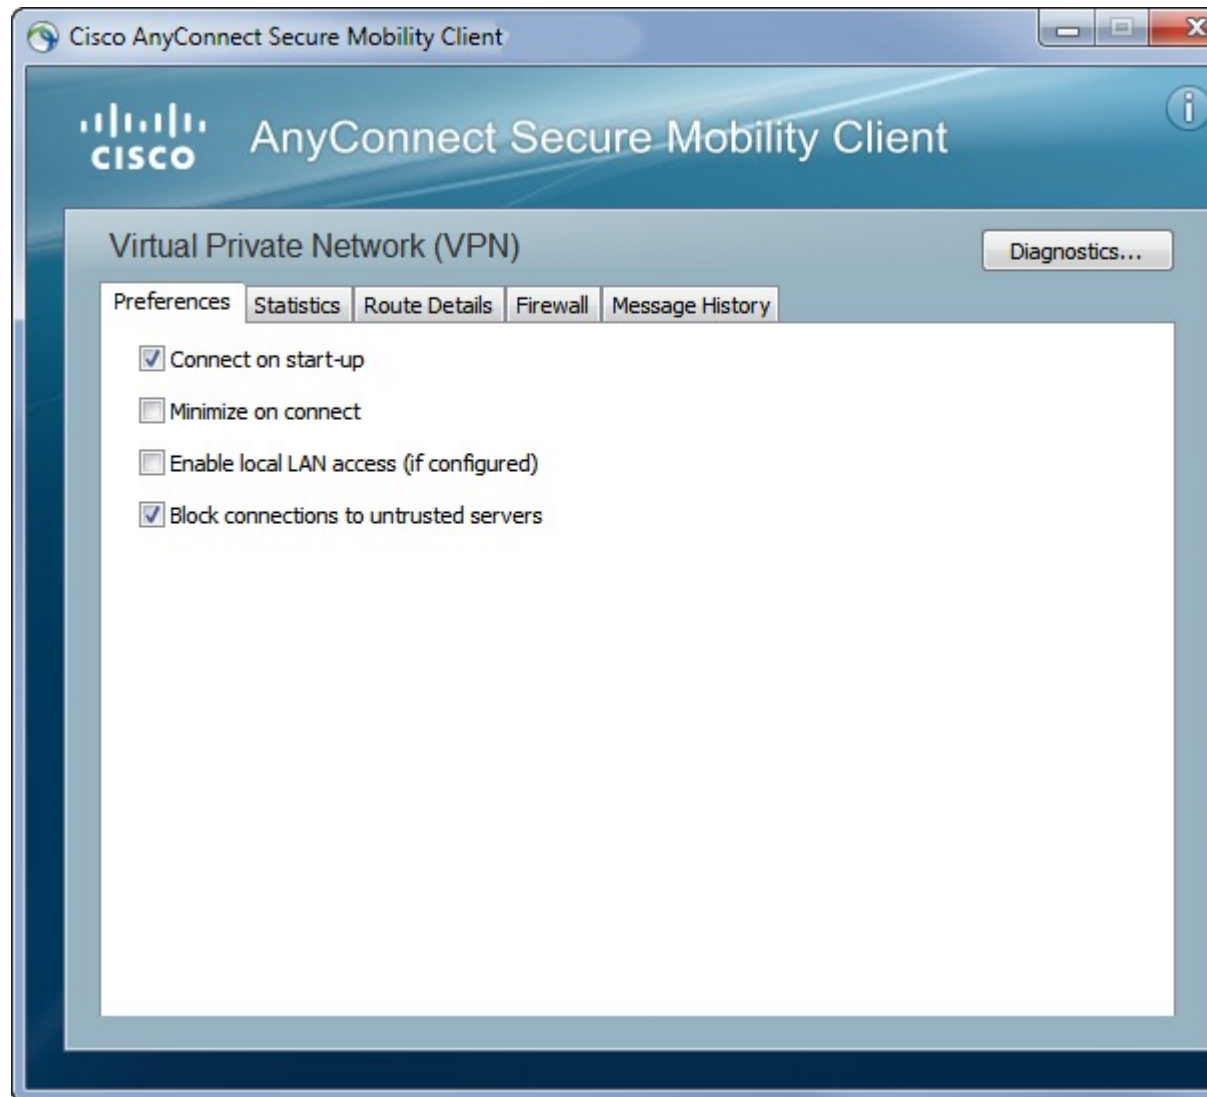 Cisco AnyConnect Secure Mobility Client
CISCO AnyConnect Secure Mobility Client
Virtual Private Network (VPN)
Diagnostics...
Preferences Statistics Route Details Firewall Message History
Connect on start-up
Minimize on connect
Enable local LAN access (if configured)
Block connections to untrusted servers